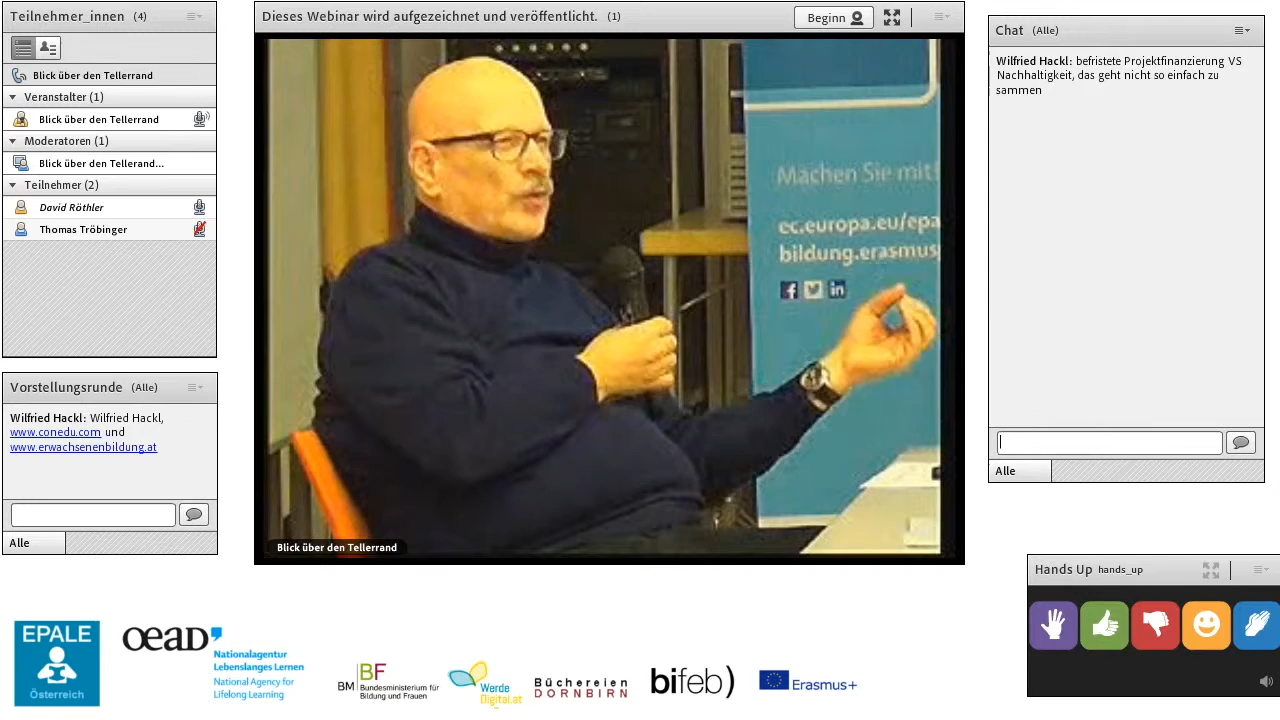 Teilnehmer_innen (4)
Blick über den Tellerrand
Veranstalter (1)
Blick über den Tellerrand
Moderatoren (1)
Blick über den Tellerand...
Teilnehmer (2)
David Röthler
Thomas Tröbinger
Vorstellungsrunde (Alle)
Wilfried Hackl: Wilfried Hackl,
www.conedu.com und
www.erwachsenenbildung.at
Alle
Dieses Webinar wird aufgezeichnet und veröffentlicht. (1)
Beginn
Machen Sie mit!
ec.europa.eu/epa
bildung.erasmus
Blick über den Tellerrand
Chat (Alle)
Wilfried Hackl: befristete Projektfinanzierung VS
Nachhaltigkeit, das geht nicht so einfach zu
sammen
Alle
Hands Up hands_up
EPALE
Österreich
OeAD
Nationalagentur
Lebenslanges Lernen
National Agency for
Lifelong Learning
BM BF
Bundesministerium für
Bildung und Frauen
Werde
Digital.at
Büchereien
DORNBIRN
bifeb)
Erasmus+